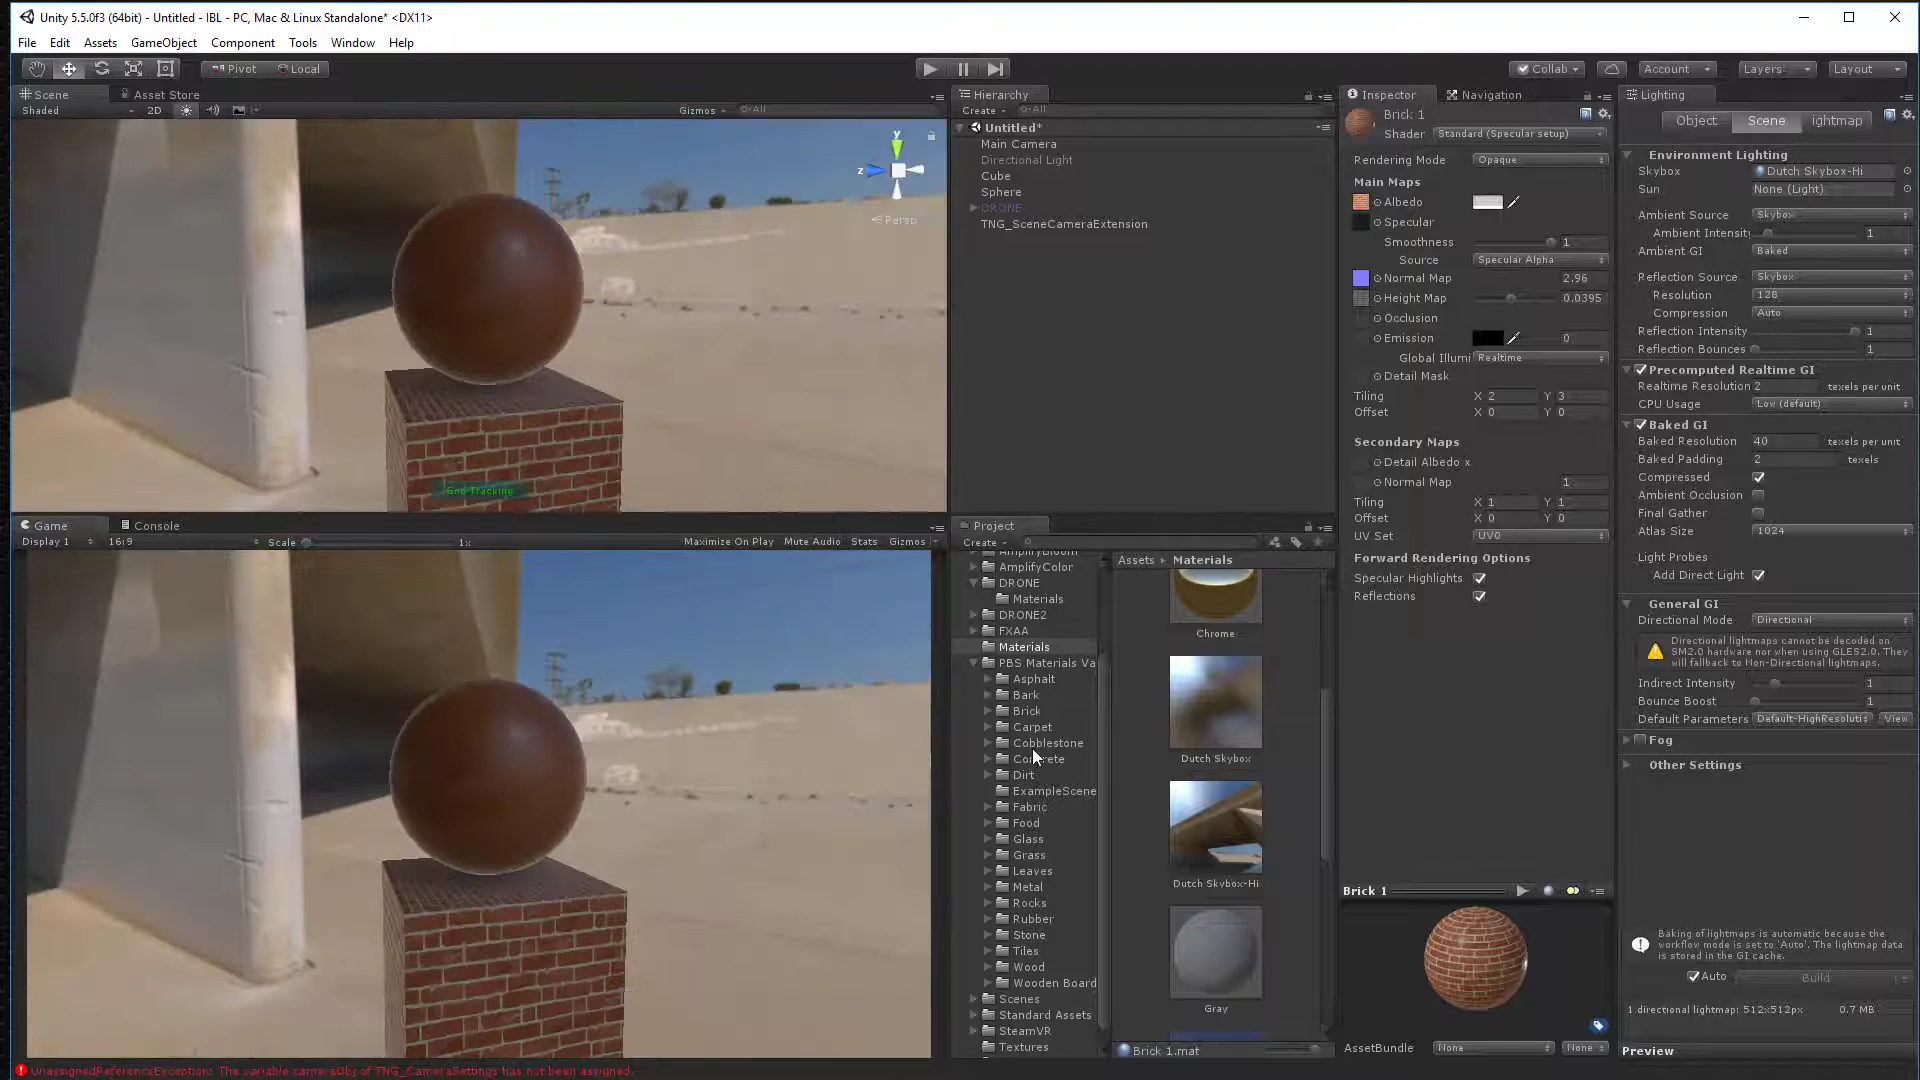 Unity 5.5.0f3 (64bit) - Untitled - IBL - PC, Mac & Linux Standalone* <DX11>
File Edit Assets GameObject Component Tools Window Help
Pivot Local
Collab Account Layers Layout
Scene Asset Store
Shaded 2D Gizmos All
y
z
Persp
End Tracking
Game Console
Display 1 16:9 Scale 1x Maximize On Play Mute Audio Stats Gizmos
Hierarchy
Create All
Untitled*
Main Camera
Directional Light
Cube
Sphere
DRONE
TNG_SceneCameraExtension
Project
Create
AmplifyBloom
AmplifyColor
DRONE
Materials
DRONE2
FXAA
Materials
PBS Materials Va
Asphalt
Bark
Brick
Carpet
Cobblestone
Concrete
Dirt
ExampleScene
Fabric
Food
Glass
Grass
Leaves
Metal
Rocks
Rubber
Stone
Tiles
Wood
Wooden Board
Scenes
Standard Assets
SteamVR
Textures
Assets Materials
Chrome
Dutch Skybox
Dutch Skybox-Hi
Gray
Brick 1.mat
Inspector Navigation
Brick 1
Shader Standard (Specular setup)
Rendering Mode Opaque
Main Maps
Albedo
Specular
Smoothness 1
Source Specular Alpha
Normal Map 2.96
Height Map 0.0395
Occlusion
Emission 0
Global Illumi Realtime
Detail Mask
Tiling X 2 Y 3
Offset X 0 Y 0
Secondary Maps
Detail Albedo x
Normal Map 1
Tiling X 1 Y 1
Offset X 0 Y 0
UV Set UV0
Forward Rendering Options
Specular Highlights
Reflections
Brick 1
AssetBundle None None
Lighting
Object Scene ightmap
Environment Lighting
Skybox Dutch Skybox-Hi
Sun None (Light)
Ambient Source Skybox
Ambient Intensit 1
Ambient GI Baked
Reflection Source Skybox
Resolution 128
Compression Auto
Reflection Intensity 1
Reflection Bounces 1
Precomputed Realtime GI
Realtime Resolution 2 texels per unit
CPU Usage Low (default)
Baked GI
Baked Resolution 40 texels per unit
Baked Padding 2 texels
Compressed
Ambient Occlusion
Final Gather
Atlas Size 1024
Light Probes
Add Direct Light
General GI
Directional Mode Directional
Directional lightmaps cannot be decoded on
SM2.0 hardware nor when using GLES2.0. They
will fallback to Non-Directional lightmaps.
Indirect Intensity 1
Bounce Boost 1
Default Parameters Default-HighResoluti View
Fog
Other Settings
Baking of lightmaps is automatic because the
workflow mode is set to 'Auto'. The lightmap data
is stored in the GI cache.
Auto Build
1 directional lightmap: 512x512px 0.7 MB
Preview
UnassignedReferenceException: The variable cameraObj of TNG_CameraSettings has not been assigned.